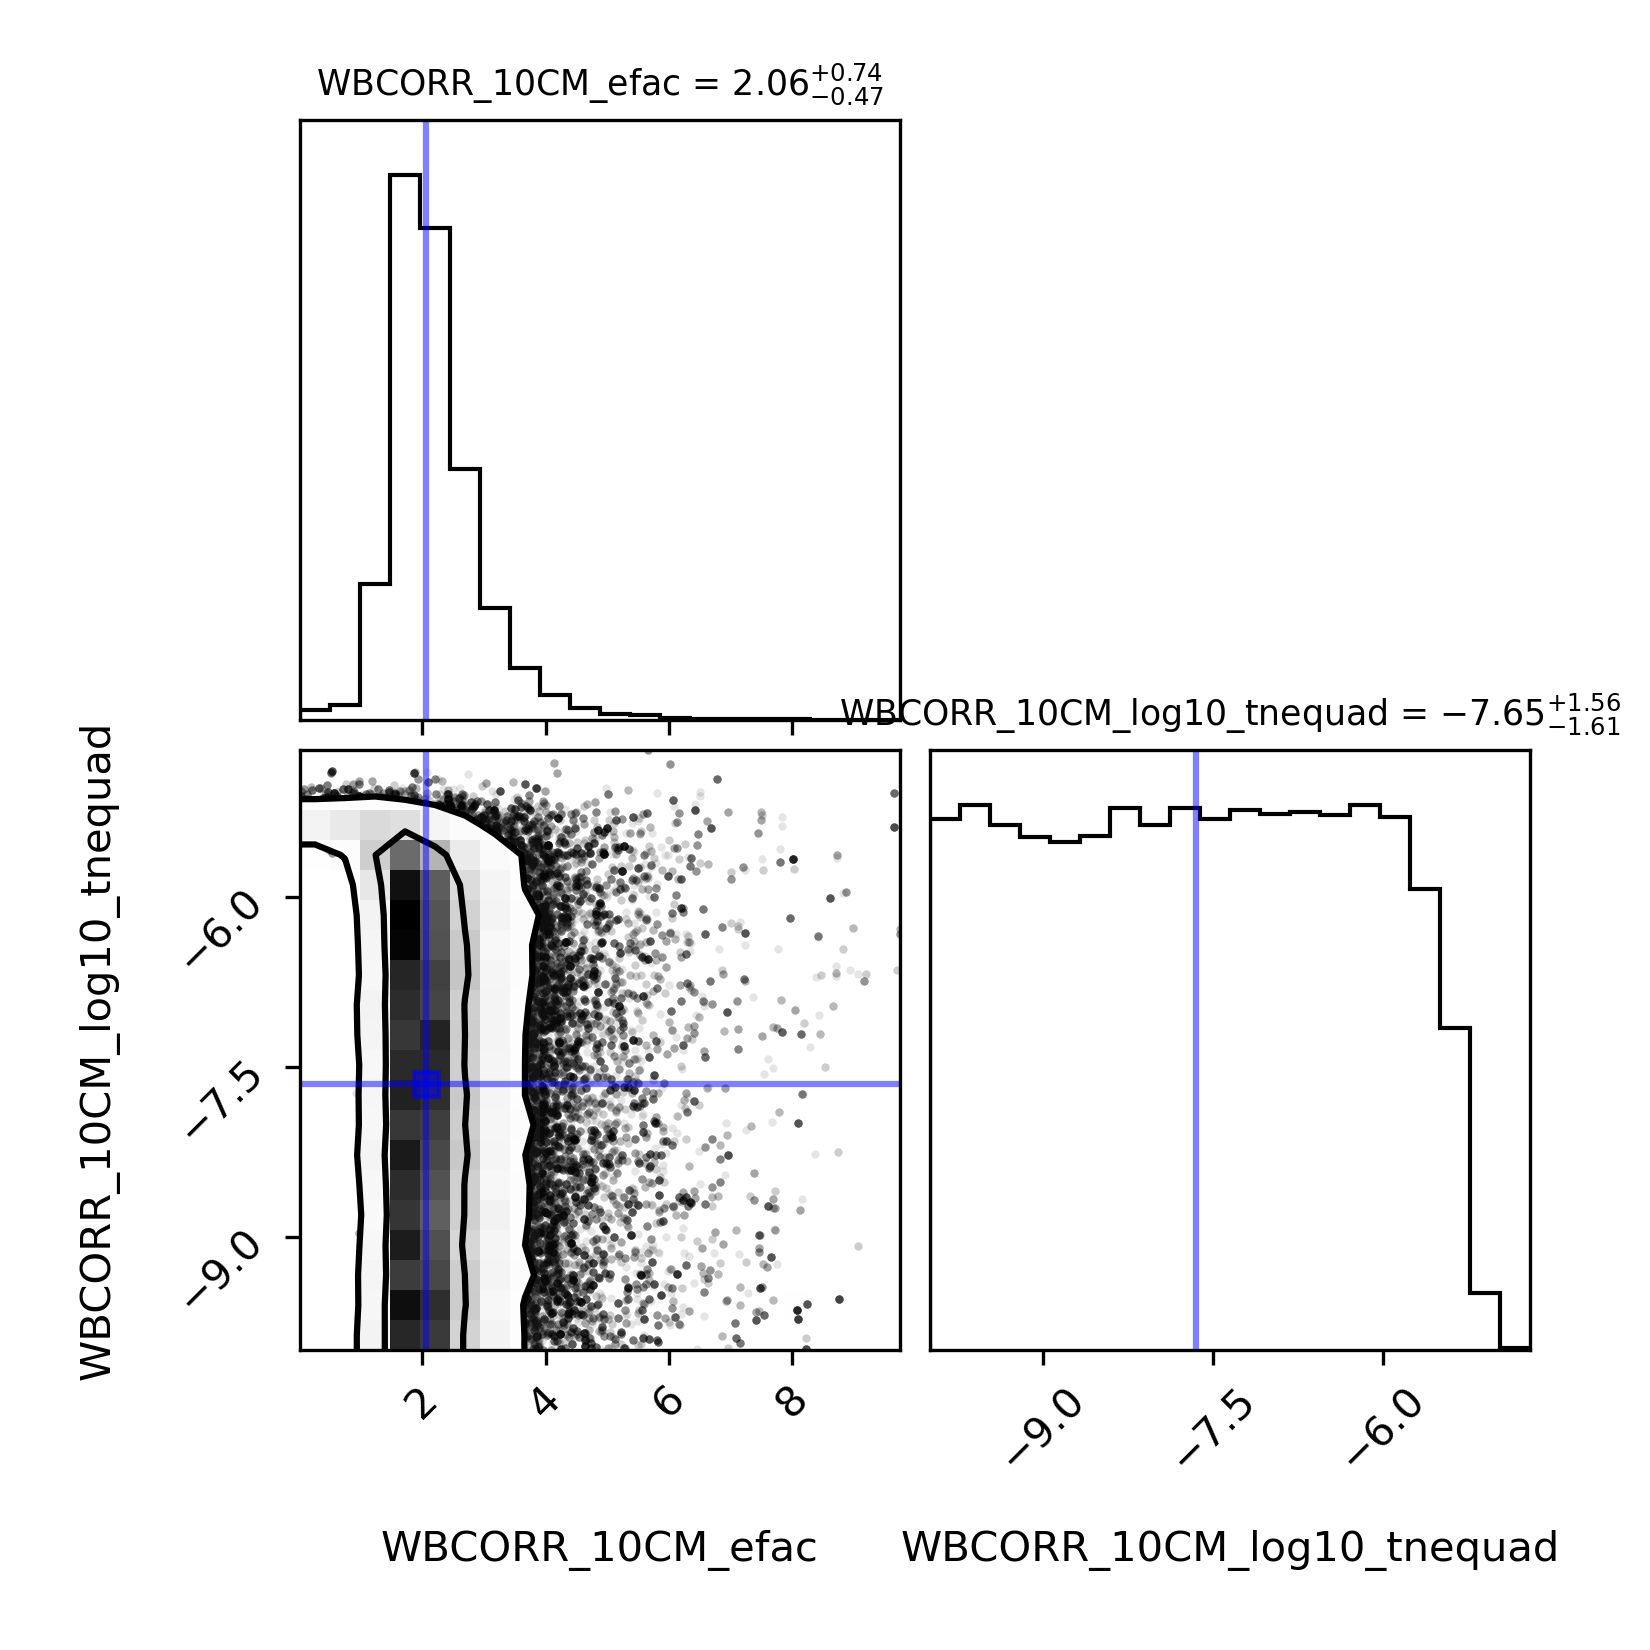 WBCORR_10CM_efac = 2.06+0.74 −0.47
WBCORR_10CM_log10_tnequad = −7.65+1.56 −1.61
WBCORR_10CM_log10_tnequad
−6.0
−7.5
−9.0
2 4 6 8
−9.0 −7.5 −6.0
WBCORR_10CM_efac
WBCORR_10CM_log10_tnequad